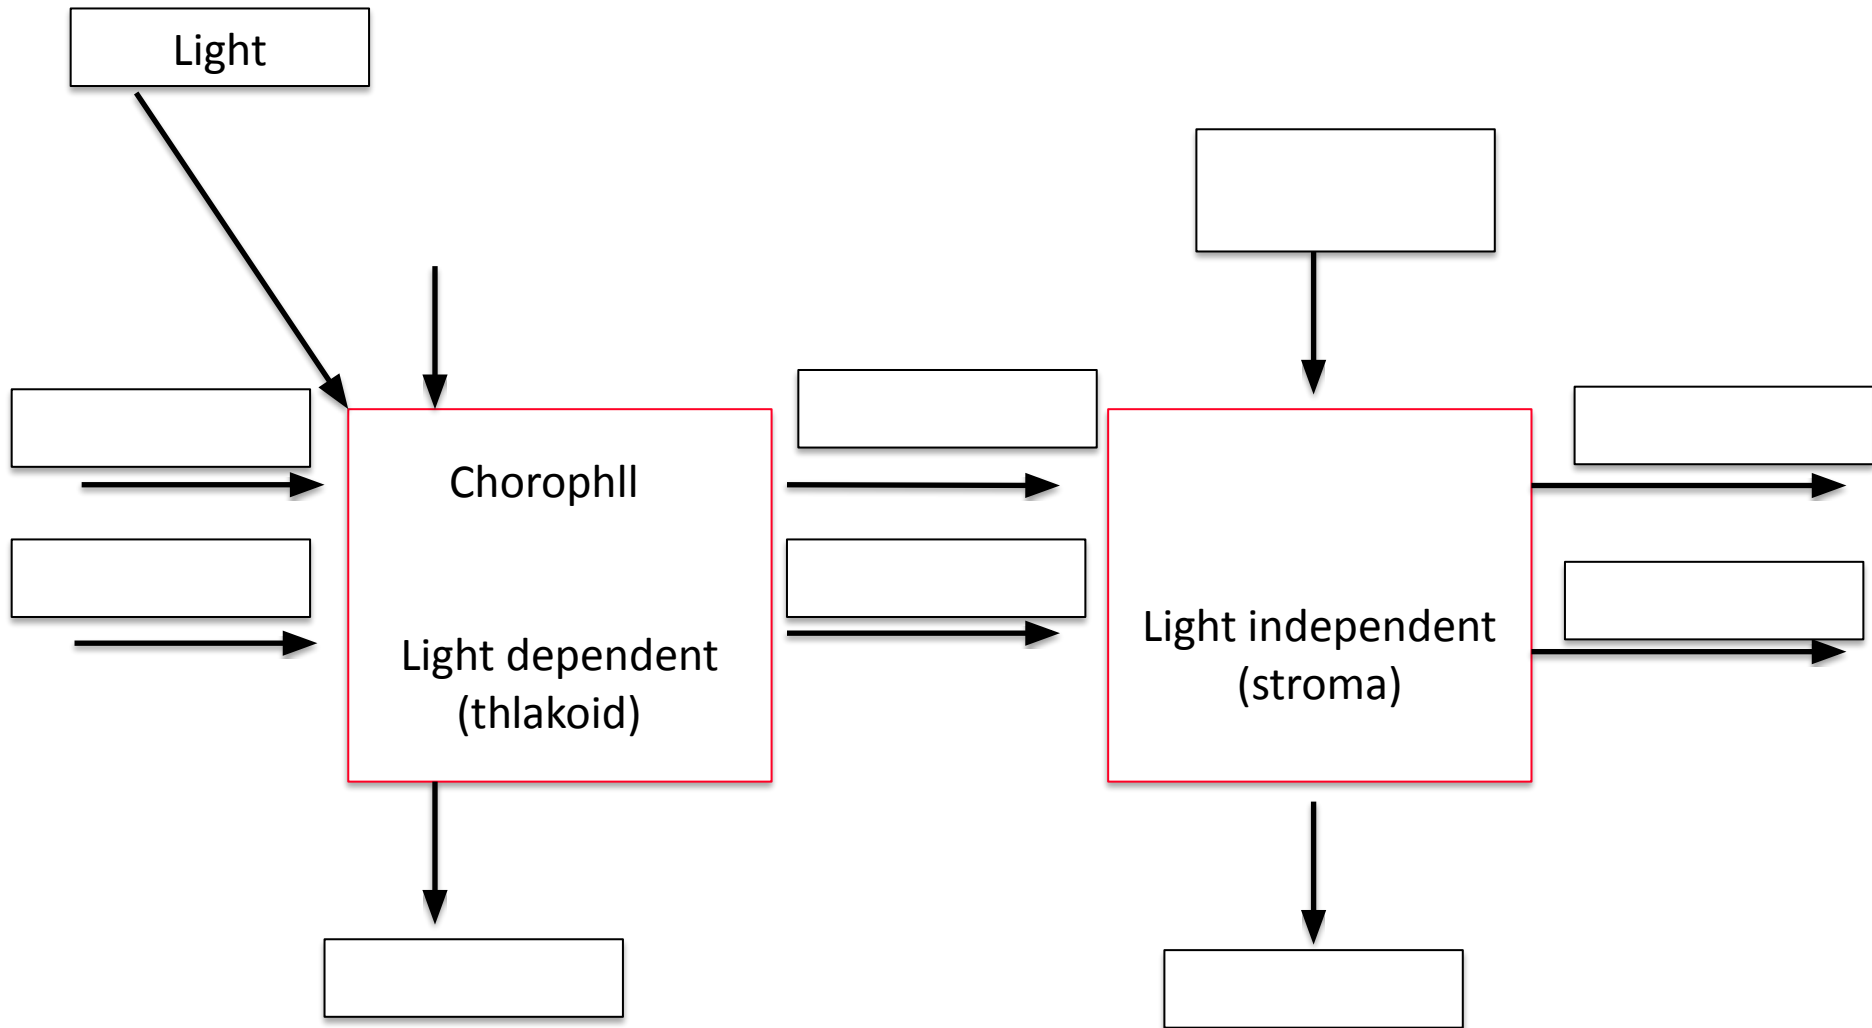 Light
Chorophll
Light dependent
(thlakoid)
Light independent
(stroma)